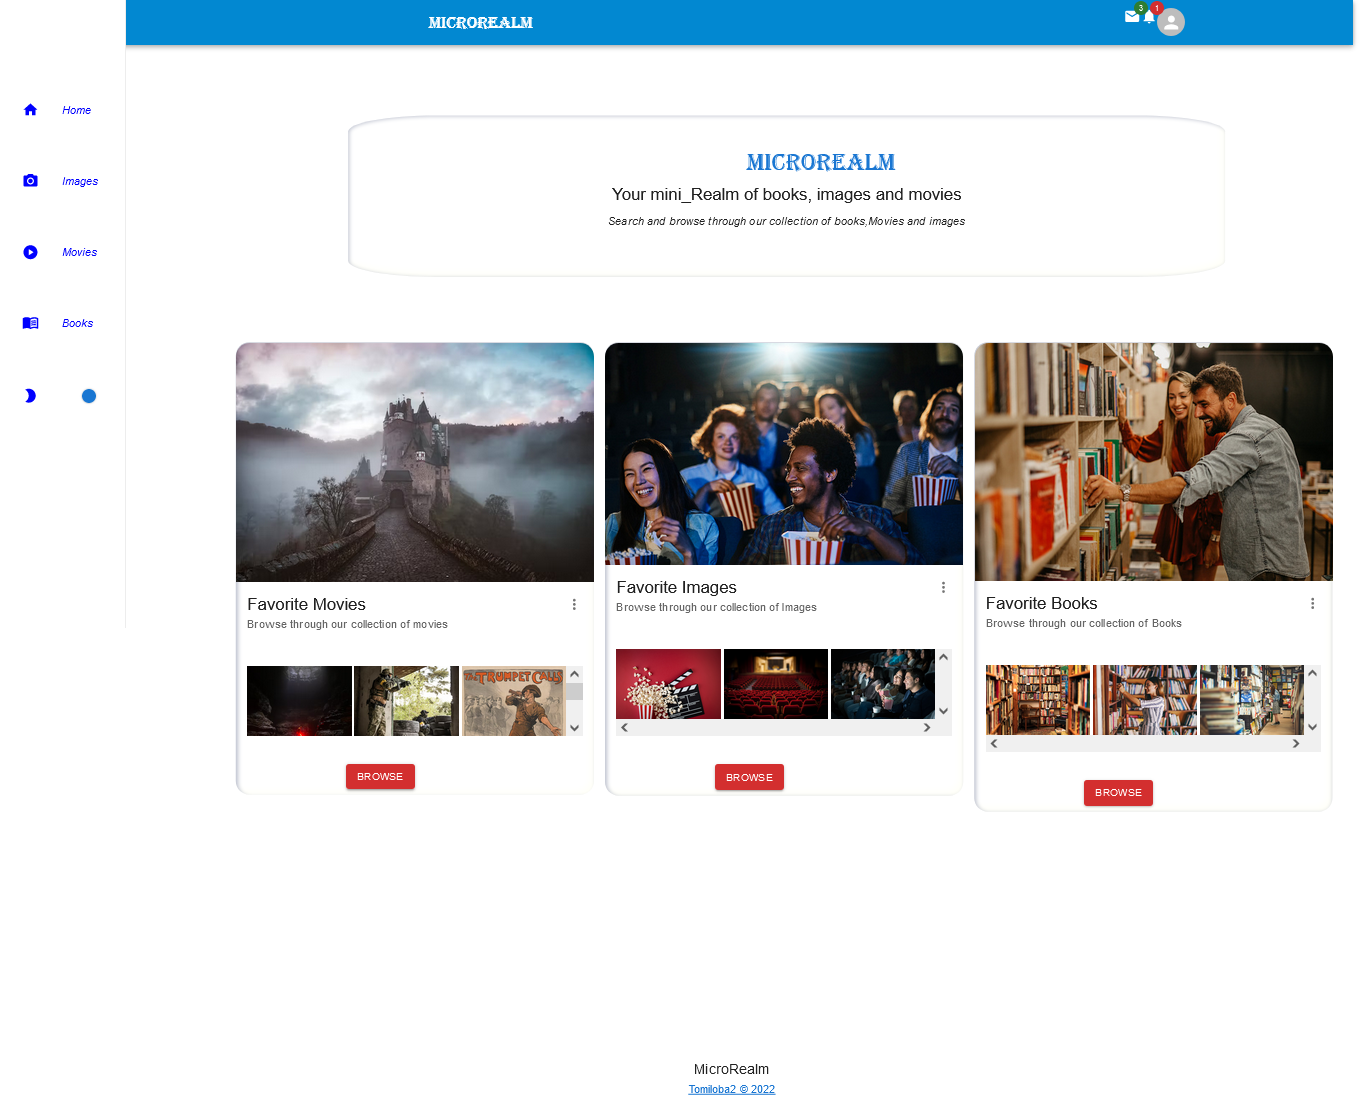 MICROREALM
3
1
Home
Images
Movies
Books
MICROREALM
Your mini_Realm of books, images and movies
Search and browse through our collection of books,Movies and images
Favorite Movies
Browse through our collection of movies
THE TRUMPET CALLS
BROWSE
Favorite Images
Browse through our collection of Images
BROWSE
Favorite Books
Browse through our collection of Books
BROWSE
MicroRealm
Tomiloba2 © 2022